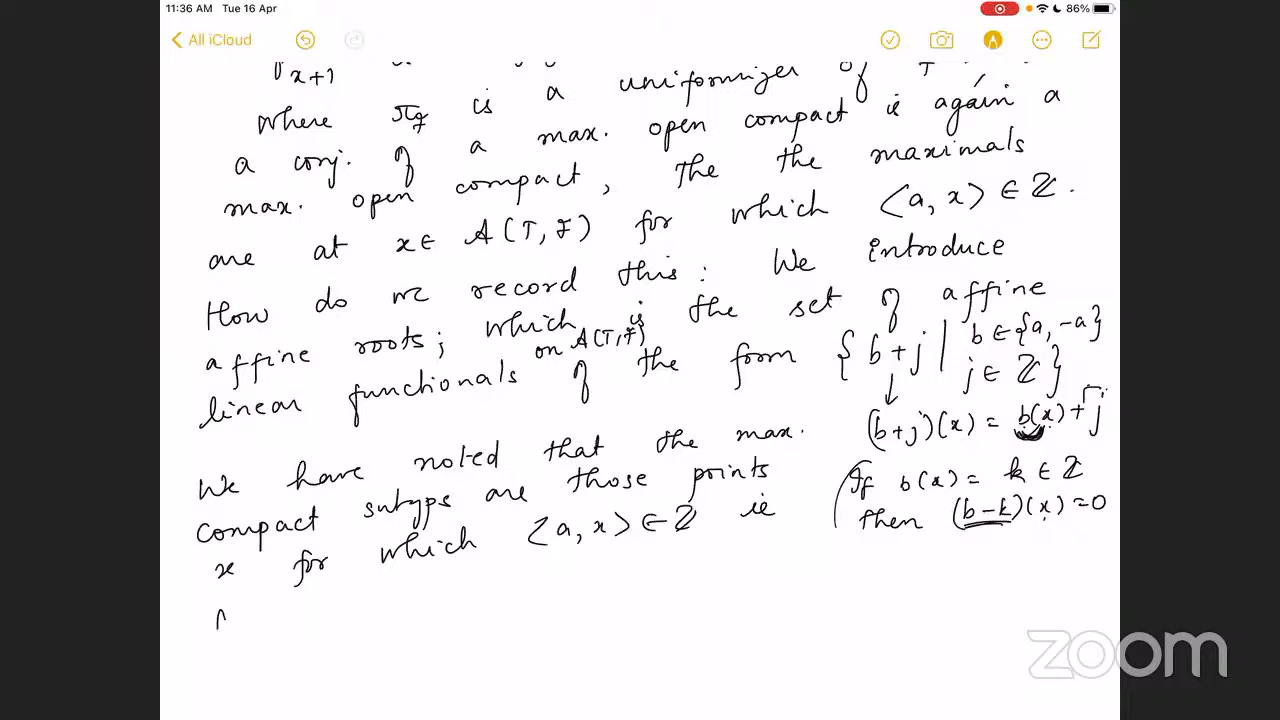 11:36 AM Tue 16 Apr
86%
All iCloud
x+1
where π_f is a uniformizer of T
a conj. of a max. open compact is again a
max. open compact, the the maximals
are at x ∈ A(T, F) for which ⟨a, x⟩ ∈ ℤ.
How do we record this: We introduce
affine roots; which is the set of affine
linear functionals on A(T, F) of the form { b + j | b ∈ {a, -a} j ∈ ℤ }
(b + j)(x) = b(x) + j
We have noted that the max.
compact subgps are those points
x for which ⟨a, x⟩ ∈ ℤ ie
If b(x) = k ∈ ℤ
then (b - k)(x) = 0
zoom